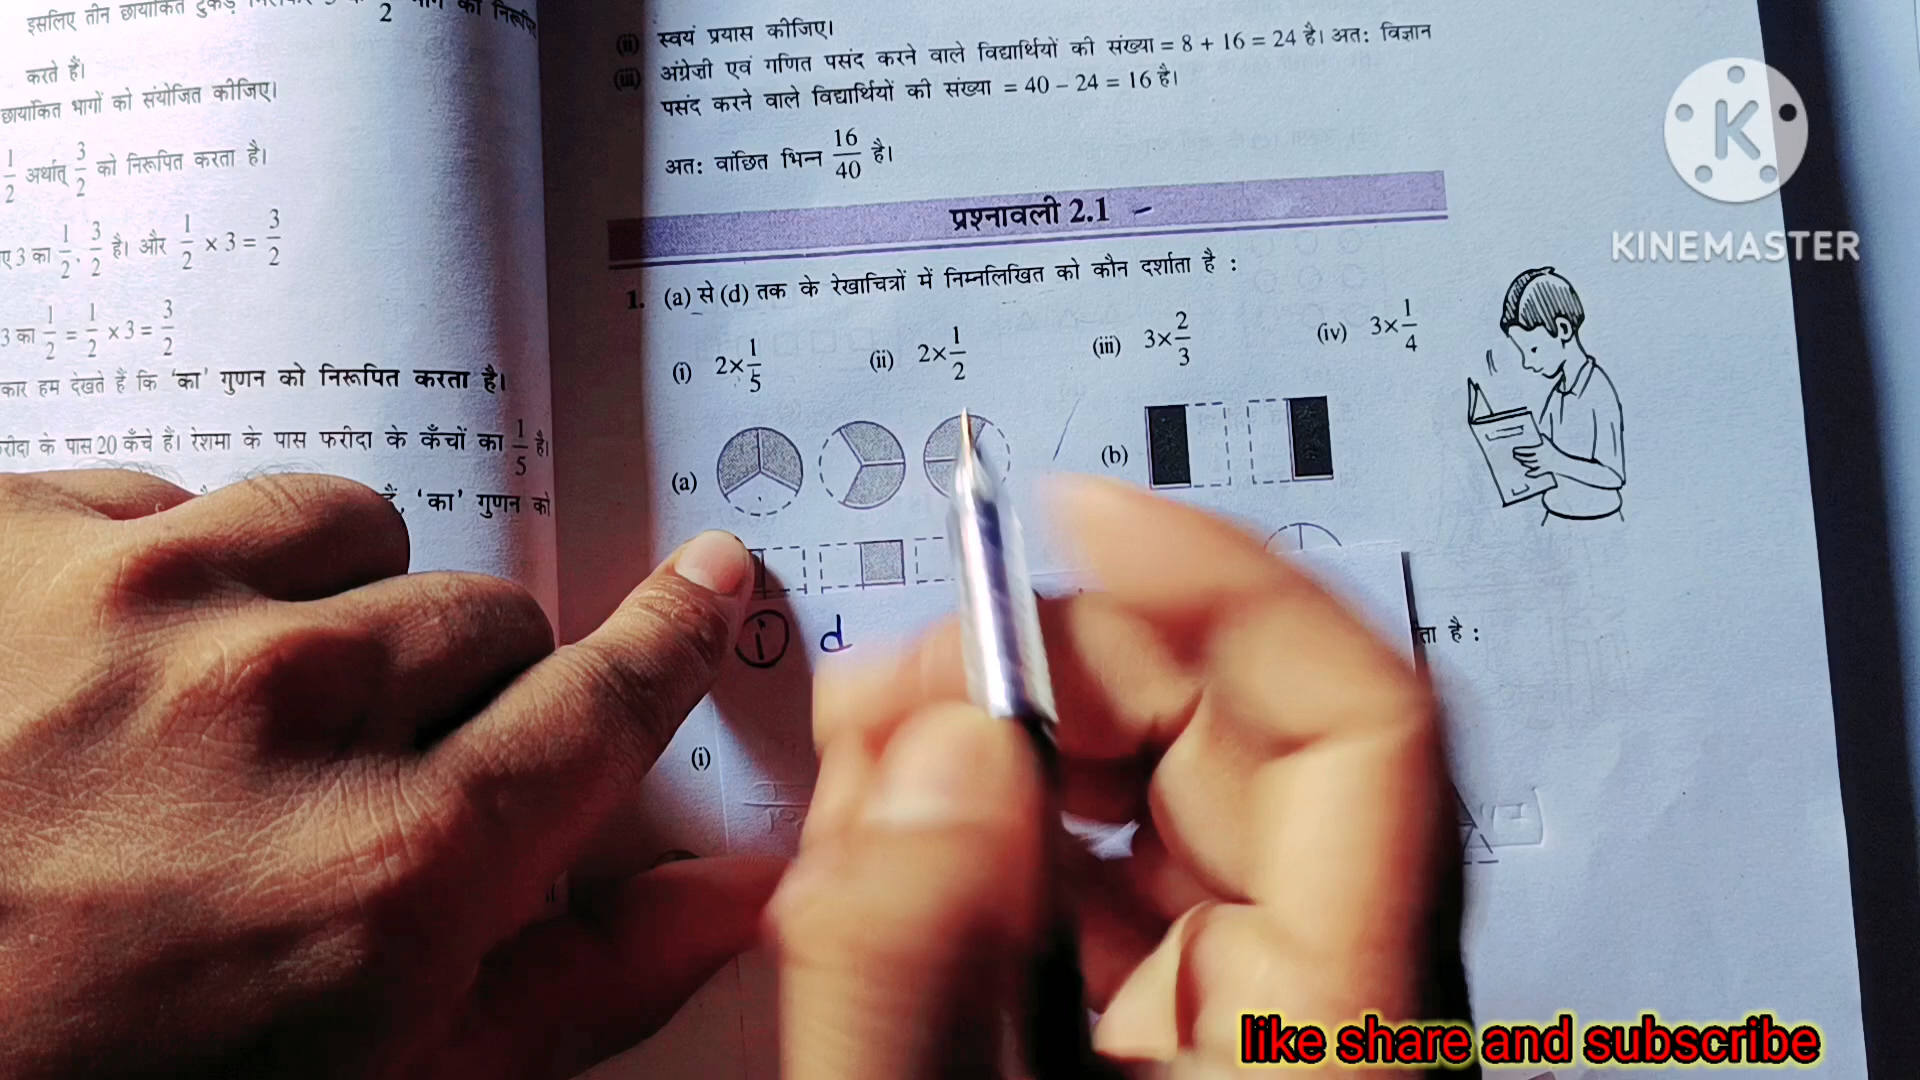 इसलिए तीन छायांकित
2
को
करते हैं।
छायांकित भागों को संयोजित कीजिए।
1/2 अर्थात् 3/2 को निरूपित करता है।
ए 3 का 1/2, 3/2 है। और 1/2 × 3 = 3/2
3 का 1/2 = 1/2 × 3 = 3/2
कार हम देखते हैं कि 'का' गुणन को निरूपित करता है।
रीदा के पास 20 कँचे हैं। रेशमा के पास फरीदा के कँचों का 1/5 है।
हैं, 'का' गुणन को
(ii) स्वयं प्रयास कीजिए।
(iii) अंग्रेज़ी एवं गणित पसंद करने वाले विद्यार्थियों की संख्या = 8 + 16 = 24 है। अतः विज्ञान
पसंद करने वाले विद्यार्थियों की संख्या = 40 – 24 = 16 है।
अतः वांछित भिन्न 16/40 है।
प्रश्नावली 2.1
1. (a) से (d) तक के रेखाचित्रों में निम्नलिखित को कौन दर्शाता है :
(i) 2×1/5 (ii) 2×1/2 (iii) 3×2/3 (iv) 3×1/4
(a) (b)
i d
ता है :
(i)
K
KINEMASTER
like share and subscribe